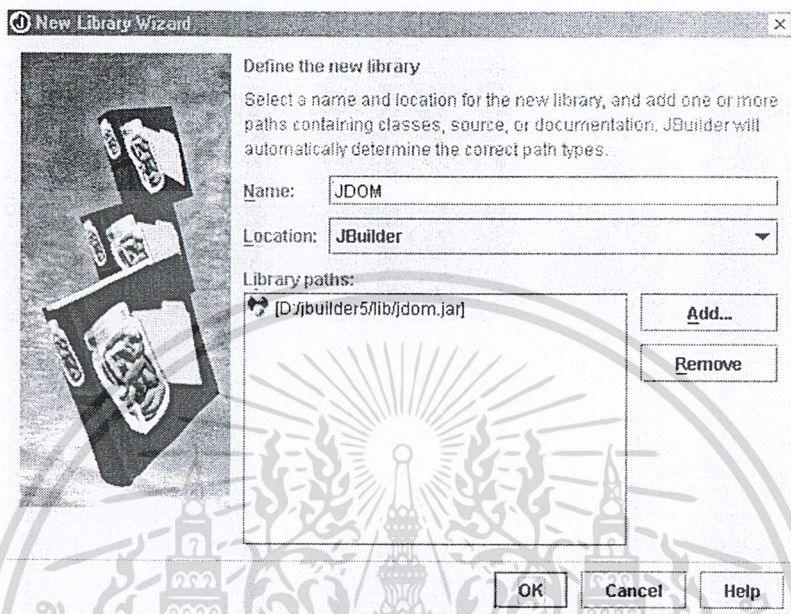 New Library Wizard
Define the new library
Select a name and location for the new library, and add one or more
paths containing classes, source, or documentation. JBuilder will
automatically determine the correct path types.
Name: JDOM
Location: JBuilder
Library paths:
[D:/jbuilder5/lib/jdom.jar]
Add...
Remove
OK Cancel Help